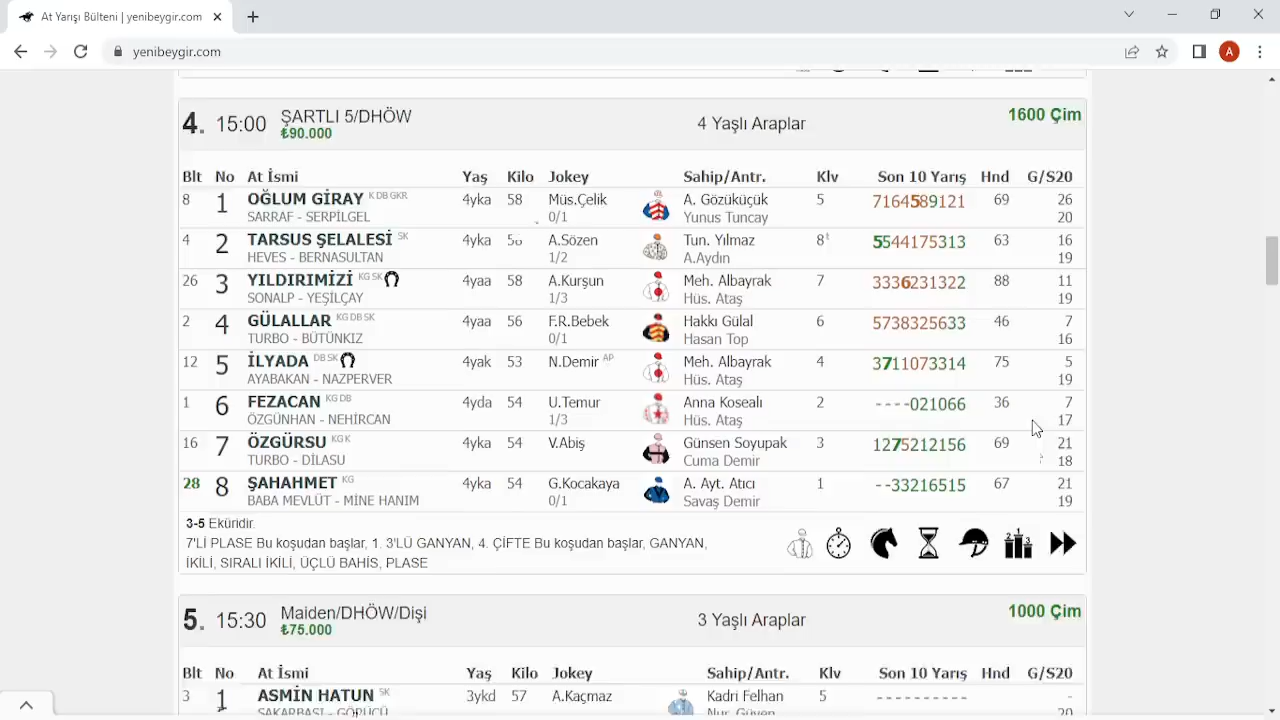 At Yarışı Bülteni | yenibeygir.com
yenibeygir.com
A
4. 15:00 ŞARTLI 5/DHÖW 4 Yaşlı Araplar 1600 Çim
₺90.000
Blt No At İsmi Yaş Kilo Jokey Sahip/Antr. Klv Son 10 Yarış Hnd G/S20
8 1 OĞLUM GİRAY K DB GKR 4yka 58 Müs.Çelik A. Gözüküçük 5 7164589121 69 26
SARRAF - SERPILGEL 0/1 Yunus Tuncay 20
4 2 TARSUS ŞELALESİ SK 4yka A.Sözen Tun. Yılmaz 8t 5544175313 63 16
HEVES - BERNASULTAN 1/2 A.Aydın 19
26 3 YILDIRIMİZİ KG SK 4yaa 58 A.Kurşun Meh. Albayrak 7 3336231322 88 11
SONALP - YEŞİLÇAY 1/3 Hüs. Ataş 19
2 4 GÜLALLAR KG DB SK 4yaa 56 F.R.Bebek Hakkı Gülal 6 5738325633 46 7
TURBO - BÜTÜNKIZ 0/1 Hasan Top 16
12 5 İLYADA DB SK 4yak 53 N.Demir AP Meh. Albayrak 4 3711073314 75 5
AYABAKAN - NAZPERVER Hüs. Ataş 19
1 6 FEZACAN KG DB 4yda 54 U.Temur Anna Kosealı 2 ----021066 36 7
ÖZGÜNHAN - NEHİRCAN 1/3 Hüs. Ataş 17
16 7 ÖZGÜRSU KG K 4yka 54 V.Abiş Günsen Soyupak 3 1275212156 69 21
TURBO - DİLASU Cuma Demir 18
28 8 ŞAHAHMET KG 4yka 54 G.Kocakaya A. Ayt. Atıcı 1 --33216515 67 21
BABA MEVLÜT - MİNE HANIM 0/1 Savaş Demir 19
3-5 Eküridir.
7'Lİ PLASE Bu koşudan başlar, 1. 3'LÜ GANYAN, 4. ÇİFTE Bu koşudan başlar, GANYAN,
İKİLİ, SIRALI İKİLİ, ÜÇLÜ BAHİS, PLASE
2 1 3
5. 15:30 Maiden/DHÖW/Dişi 3 Yaşlı Araplar 1000 Çim
₺75.000
Blt No At İsmi Yaş Kilo Jokey Sahip/Antr. Klv Son 10 Yarış Hnd G/S20
3 1 ASMİN HATUN SK 3ykd 57 A.Kaçmaz Kadri Felhan 5 ---------- -
SAKARBAŞI - GÖRÜCÜ Nur. Güven 20